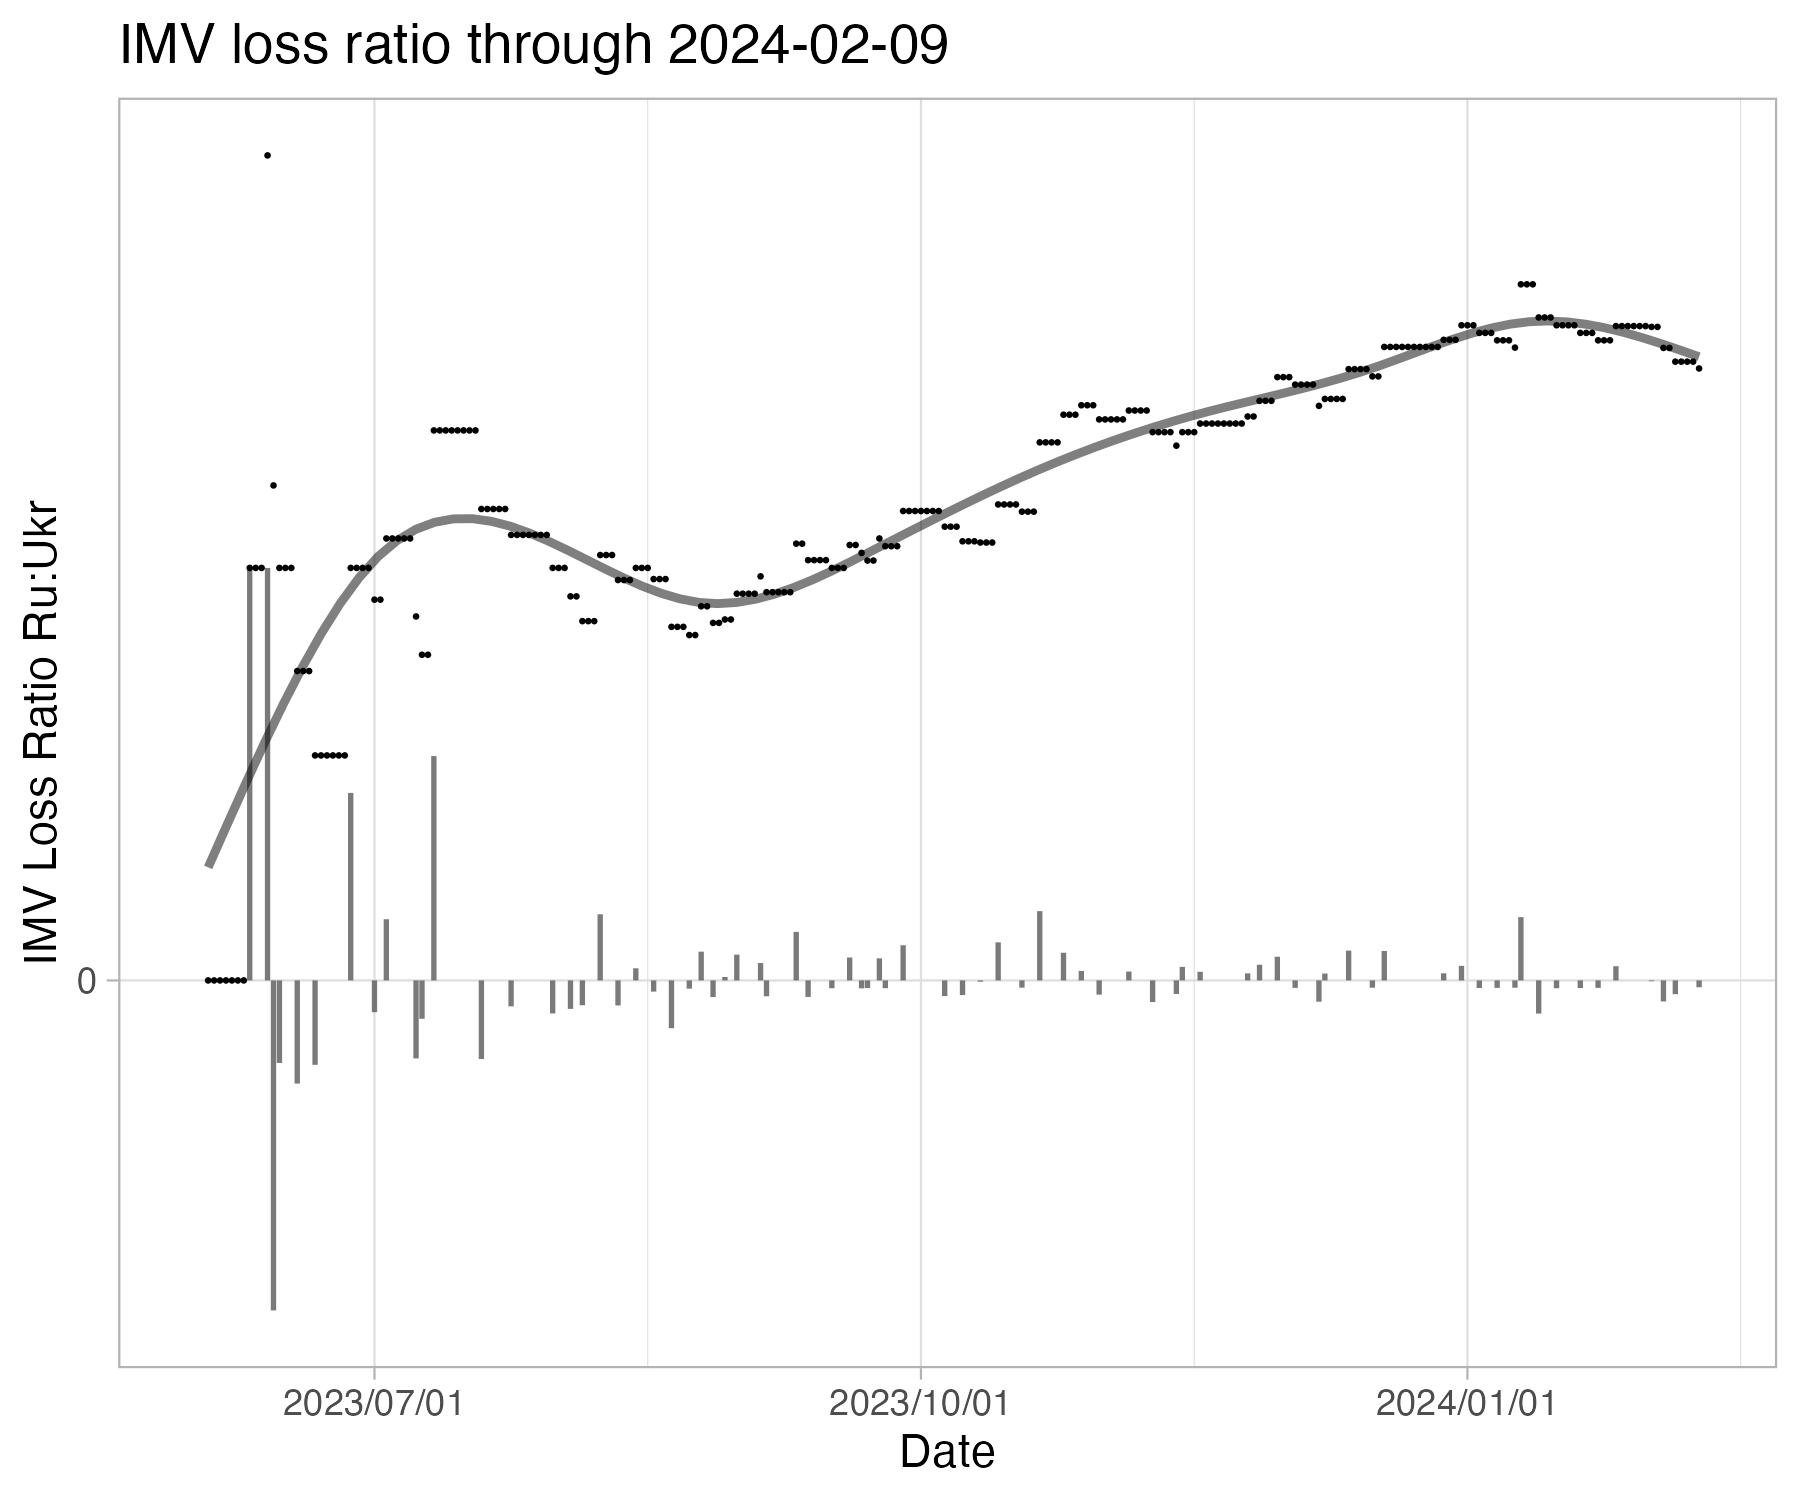 IMV loss ratio through 2024-02-09
IMV Loss Ratio Ru:Ukr
0
2023/07/01
2023/10/01
2024/01/01
Date